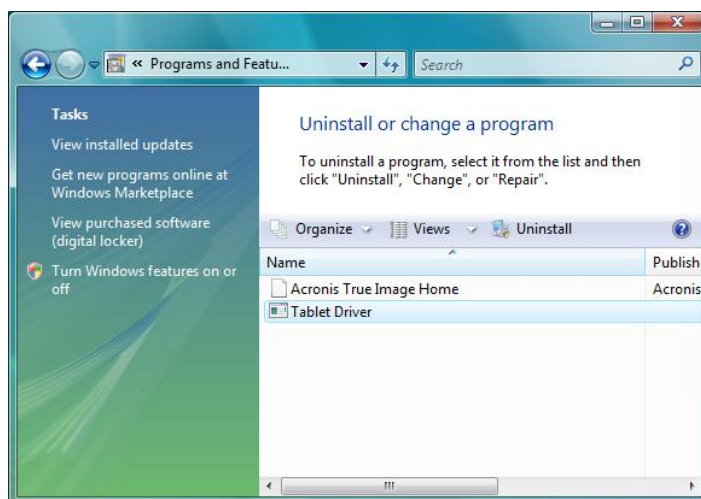 « Programs and Featu...
Search
Tasks
View installed updates
Get new programs online at
Windows Marketplace
View purchased software
(digital locker)
Turn Windows features on or
off
Uninstall or change a program
To uninstall a program, select it from the list and then
click "Uninstall", "Change", or "Repair".
Organize
Views
Uninstall
Name
Publish
Acronis True Image Home
Acronis
Tablet Driver